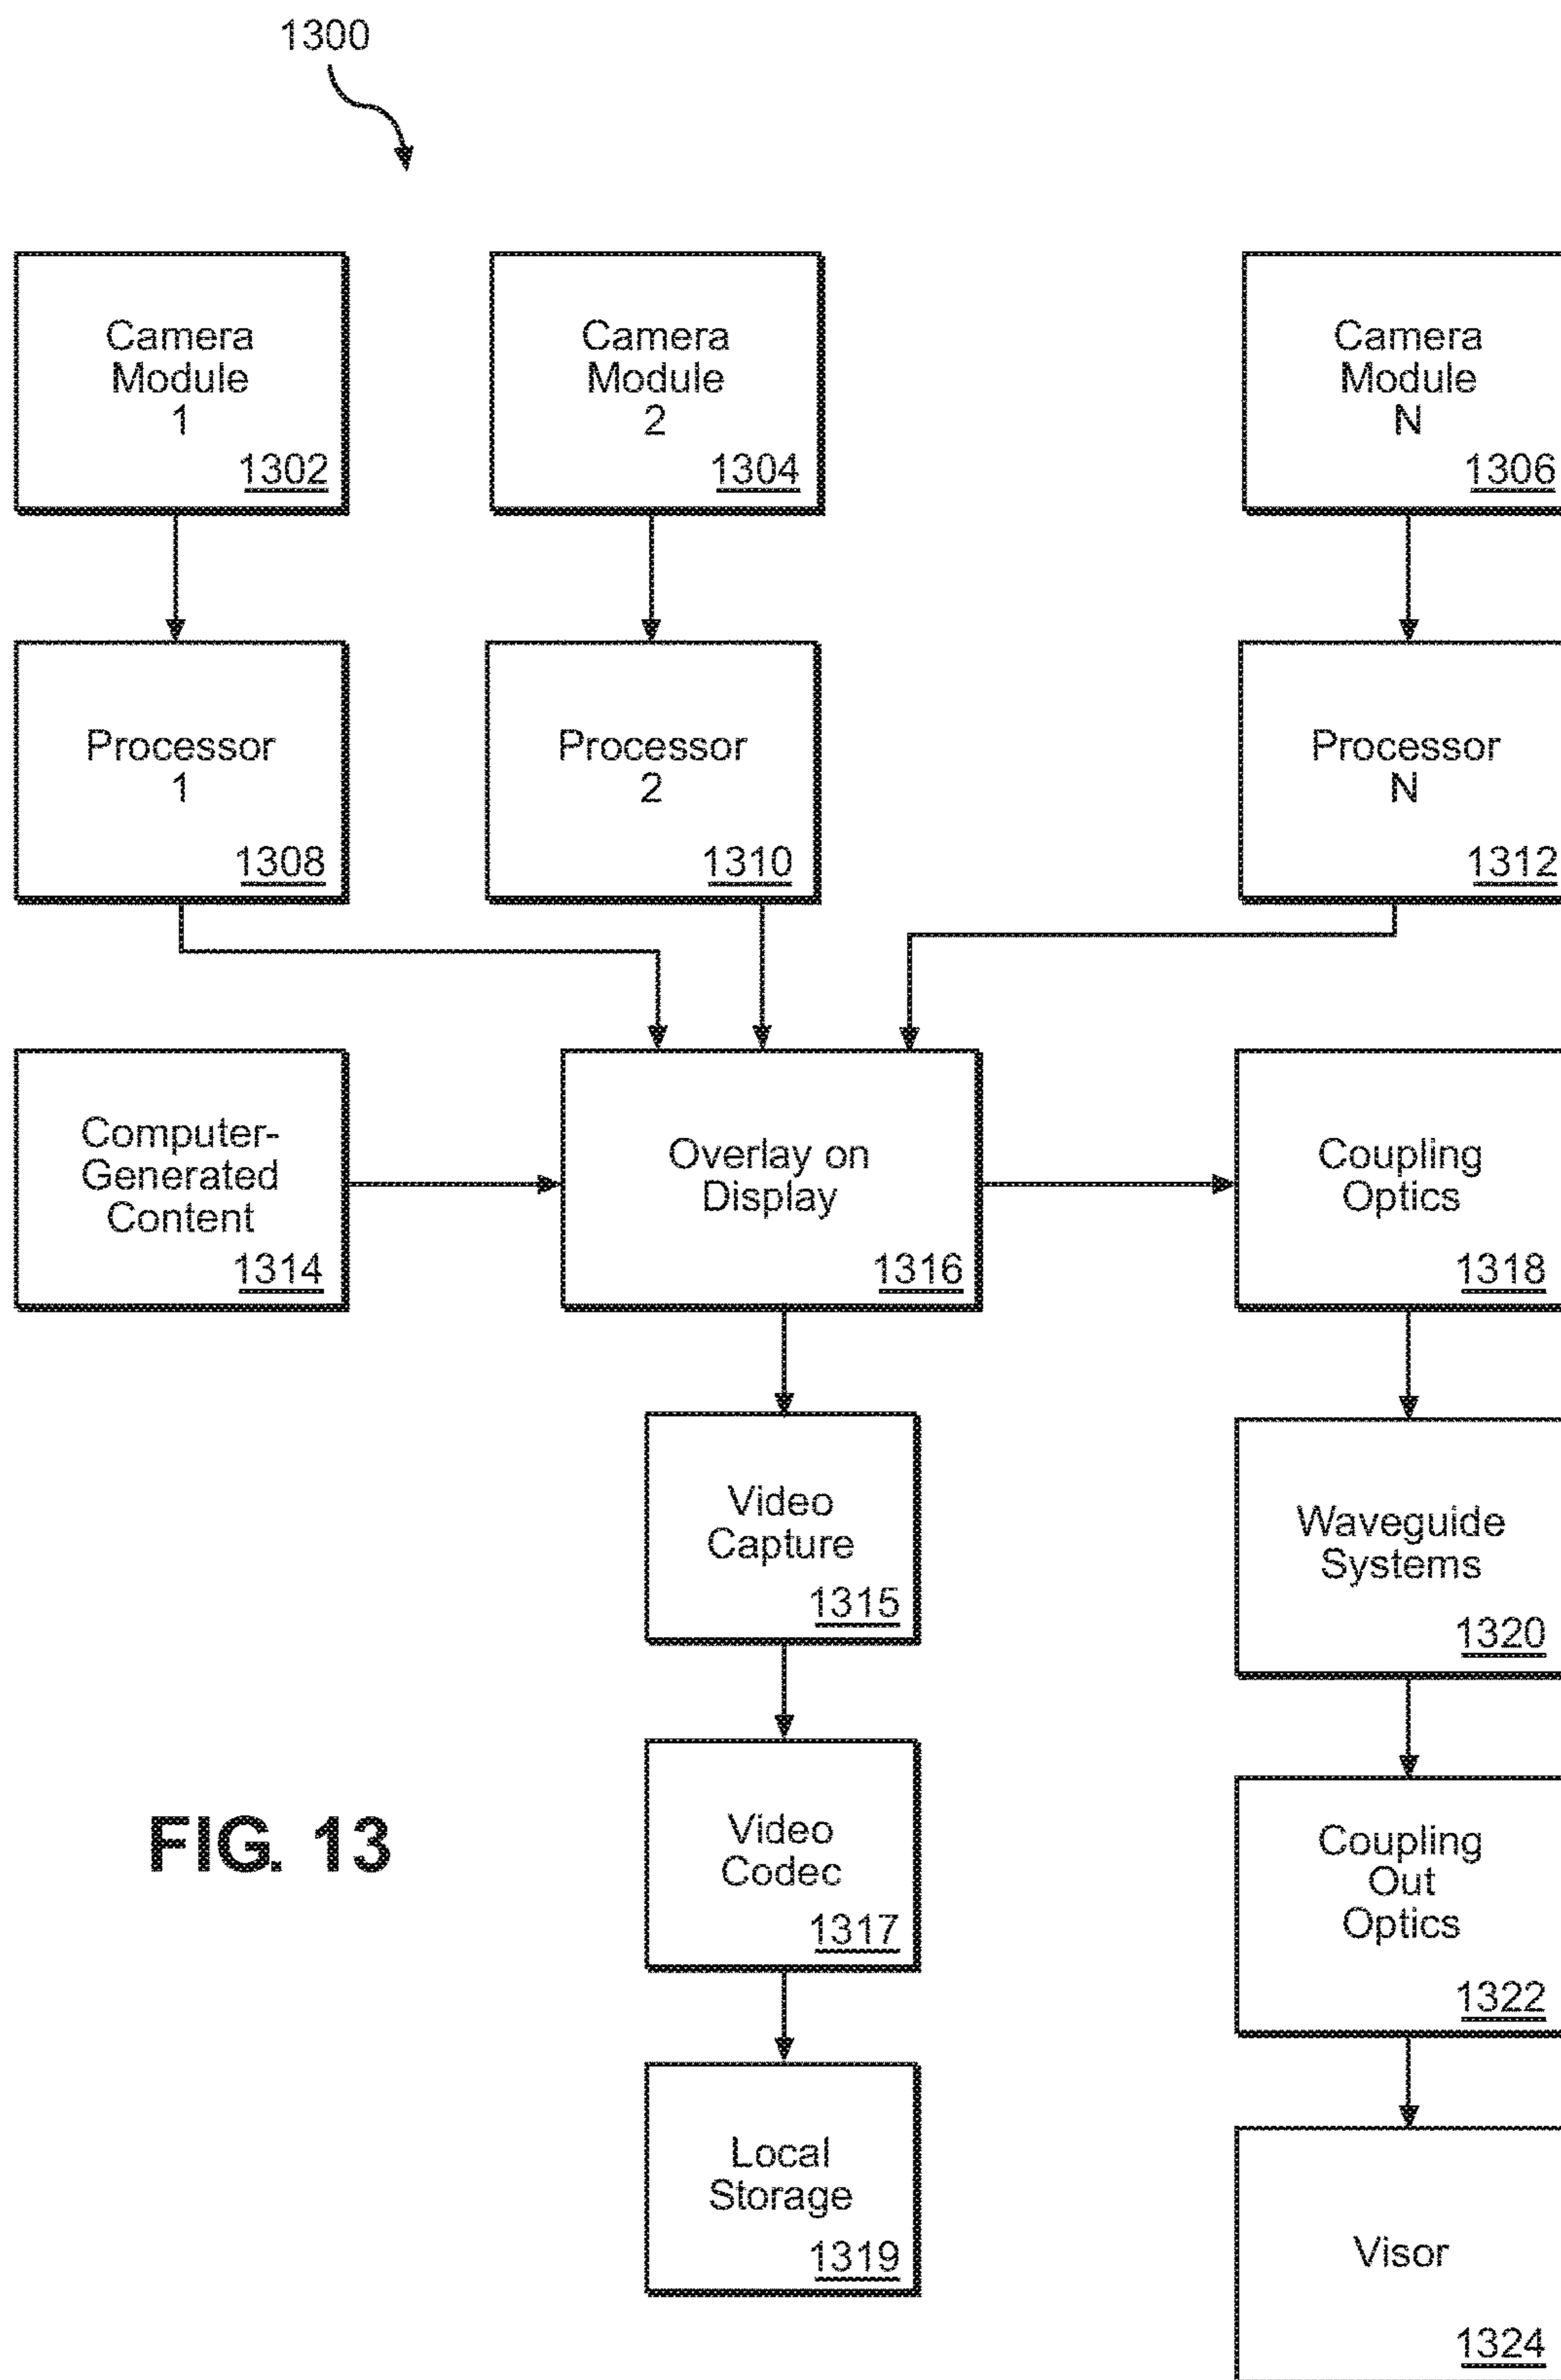 1300
Camera
Module
1
1302
Camera
Module
2
1304
Camera
Module
N
1306
Processor
1
1308
Processor
2
1310
Processor
N
1312
Computer-
Generated
Content
1314
Overlay on
Display
1316
Coupling
Optics
1318
Video
Capture
1315
Waveguide
Systems
1320
Video
Codec
1317
Coupling
Out
Optics
1322
FIG. 13
Local
Storage
1319
Visor
1324